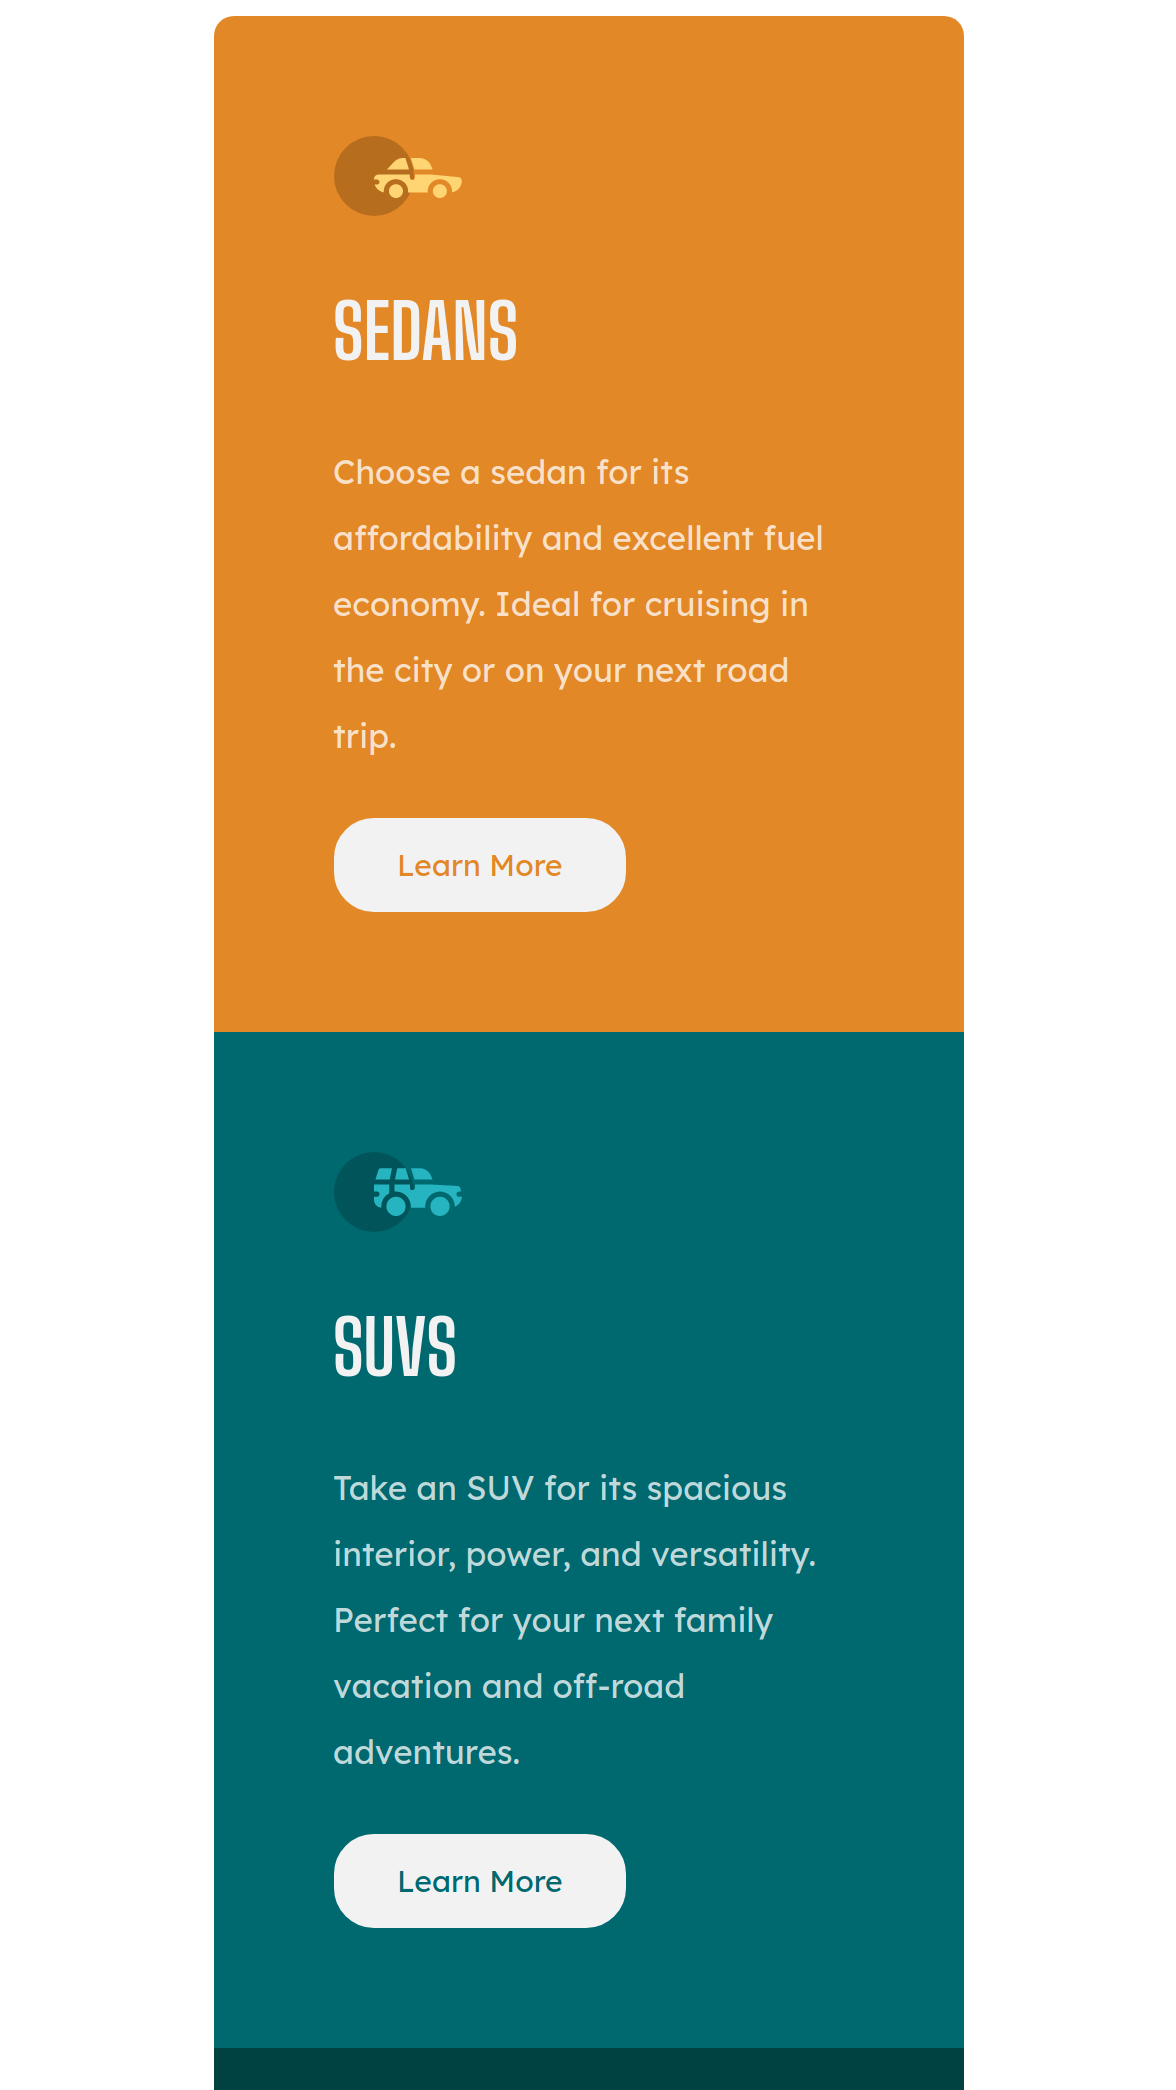 SEDANS
Choose a sedan for its
affordability and excellent fuel
economy. Ideal for cruising in
the city or on your next road
trip.
Learn More
SUVS
Take an SUV for its spacious
interior, power, and versatility.
Perfect for your next family
vacation and off-road
adventures.
Learn More